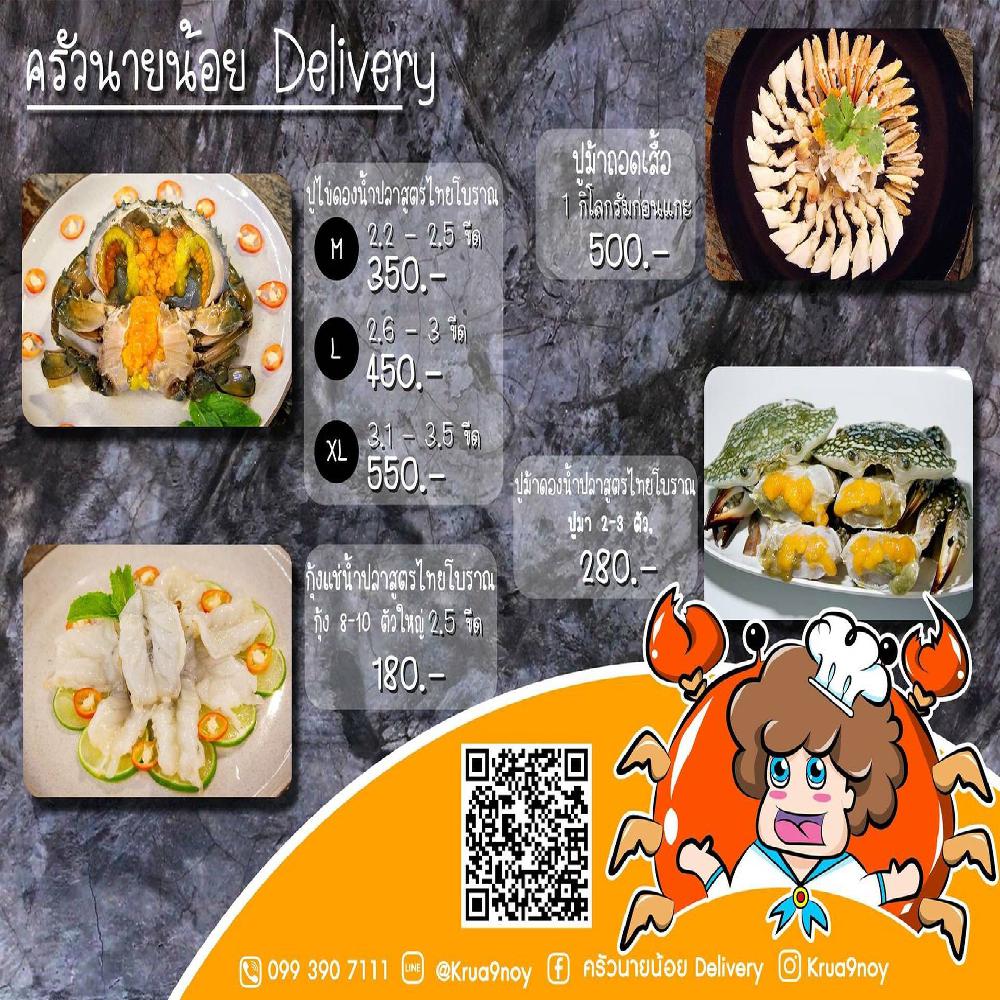 ครัวนายน้อย Delivery
ปูไข่ดองน้ำปลาสูตรไทยโบราณ
M 2.2 - 2.5 ขีด
350.-
L 2.6 - 3 ขีด
450.-
XL 3.1 - 3.5 ขีด
550.-
ปูม้าถอดเสื้อ
1 กิโลกรัมก่อนแกะ
500.-
ปูม้าดองน้ำปลาสูตรไทยโบราณ
ปูมา 2-3 ตัว.
280.-
กุ้งแช่น้ำปลาสูตรไทยโบราณ
กุ้ง 8-10 ตัวใหญ่ 2.5 ขีด
180.-
099 390 7111 LINE @Krua9noy ครัวนายน้อย Delivery Krua9noy